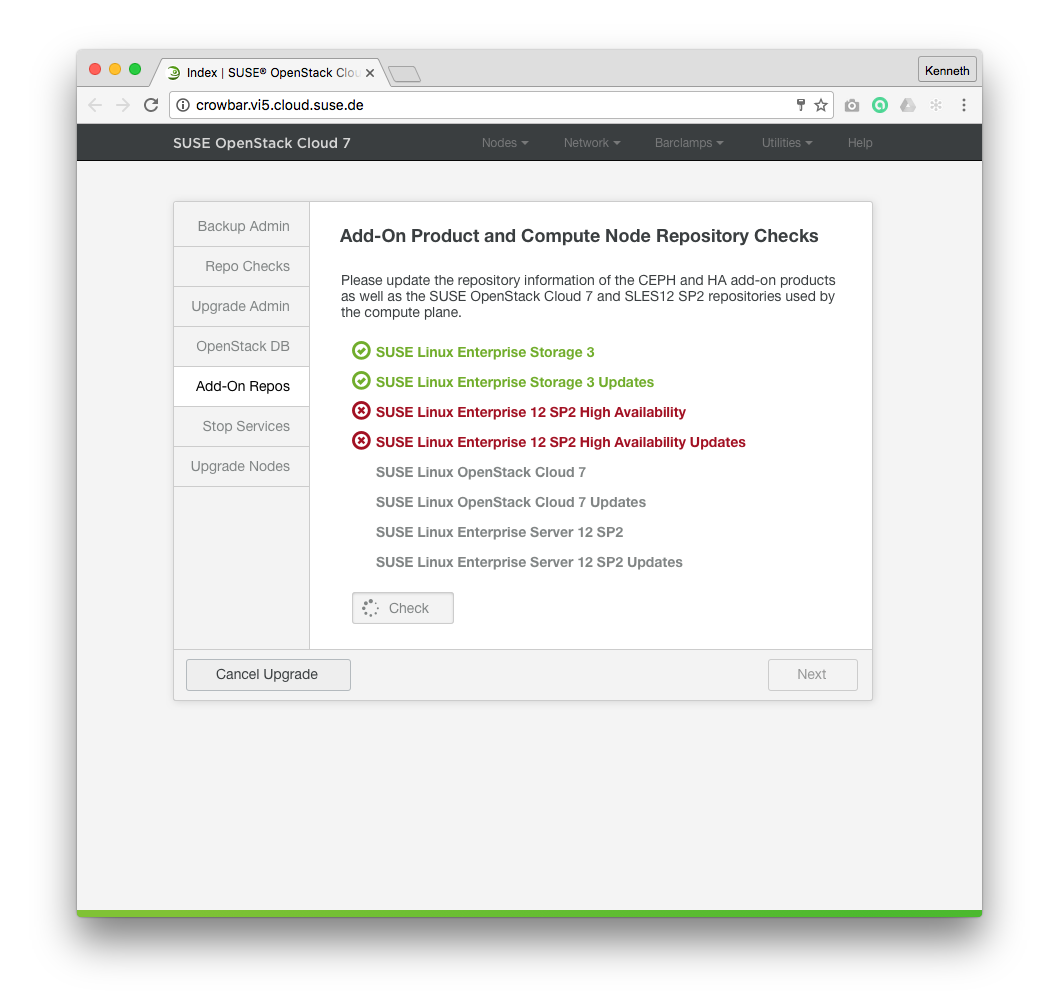 Index | SUSE® OpenStack Clou
Kenneth
crowbar.vi5.cloud.suse.de
SUSE OpenStack Cloud 7
Nodes
Network
Barclamps
Utilities
Help
Backup Admin
Repo Checks
Upgrade Admin
OpenStack DB
Add-On Repos
Stop Services
Upgrade Nodes
Add-On Product and Compute Node Repository Checks
Please update the repository information of the CEPH and HA add-on products
as well as the SUSE OpenStack Cloud 7 and SLES12 SP2 repositories used by
the compute plane.
SUSE Linux Enterprise Storage 3
SUSE Linux Enterprise Storage 3 Updates
SUSE Linux Enterprise 12 SP2 High Availability
SUSE Linux Enterprise 12 SP2 High Availability Updates
SUSE Linux OpenStack Cloud 7
SUSE Linux OpenStack Cloud 7 Updates
SUSE Linux Enterprise Server 12 SP2
SUSE Linux Enterprise Server 12 SP2 Updates
Check
Cancel Upgrade
Next